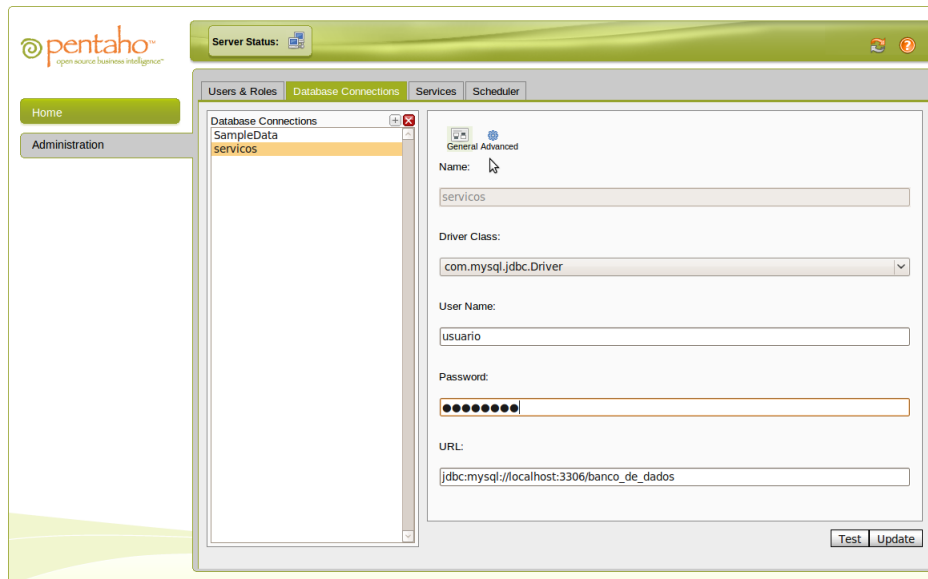 pentaho™
open source business intelligence™
Server Status:
Home
Administration
Users & Roles Database Connections Services Scheduler
Database Connections
SampleData
servicos
General Advanced
Name:
servicos
Driver Class:
com.mysql.jdbc.Driver
User Name:
usuario
Password:
●●●●●●●●
URL:
jdbc:mysql://localhost:3306/banco_de_dados
Test Update